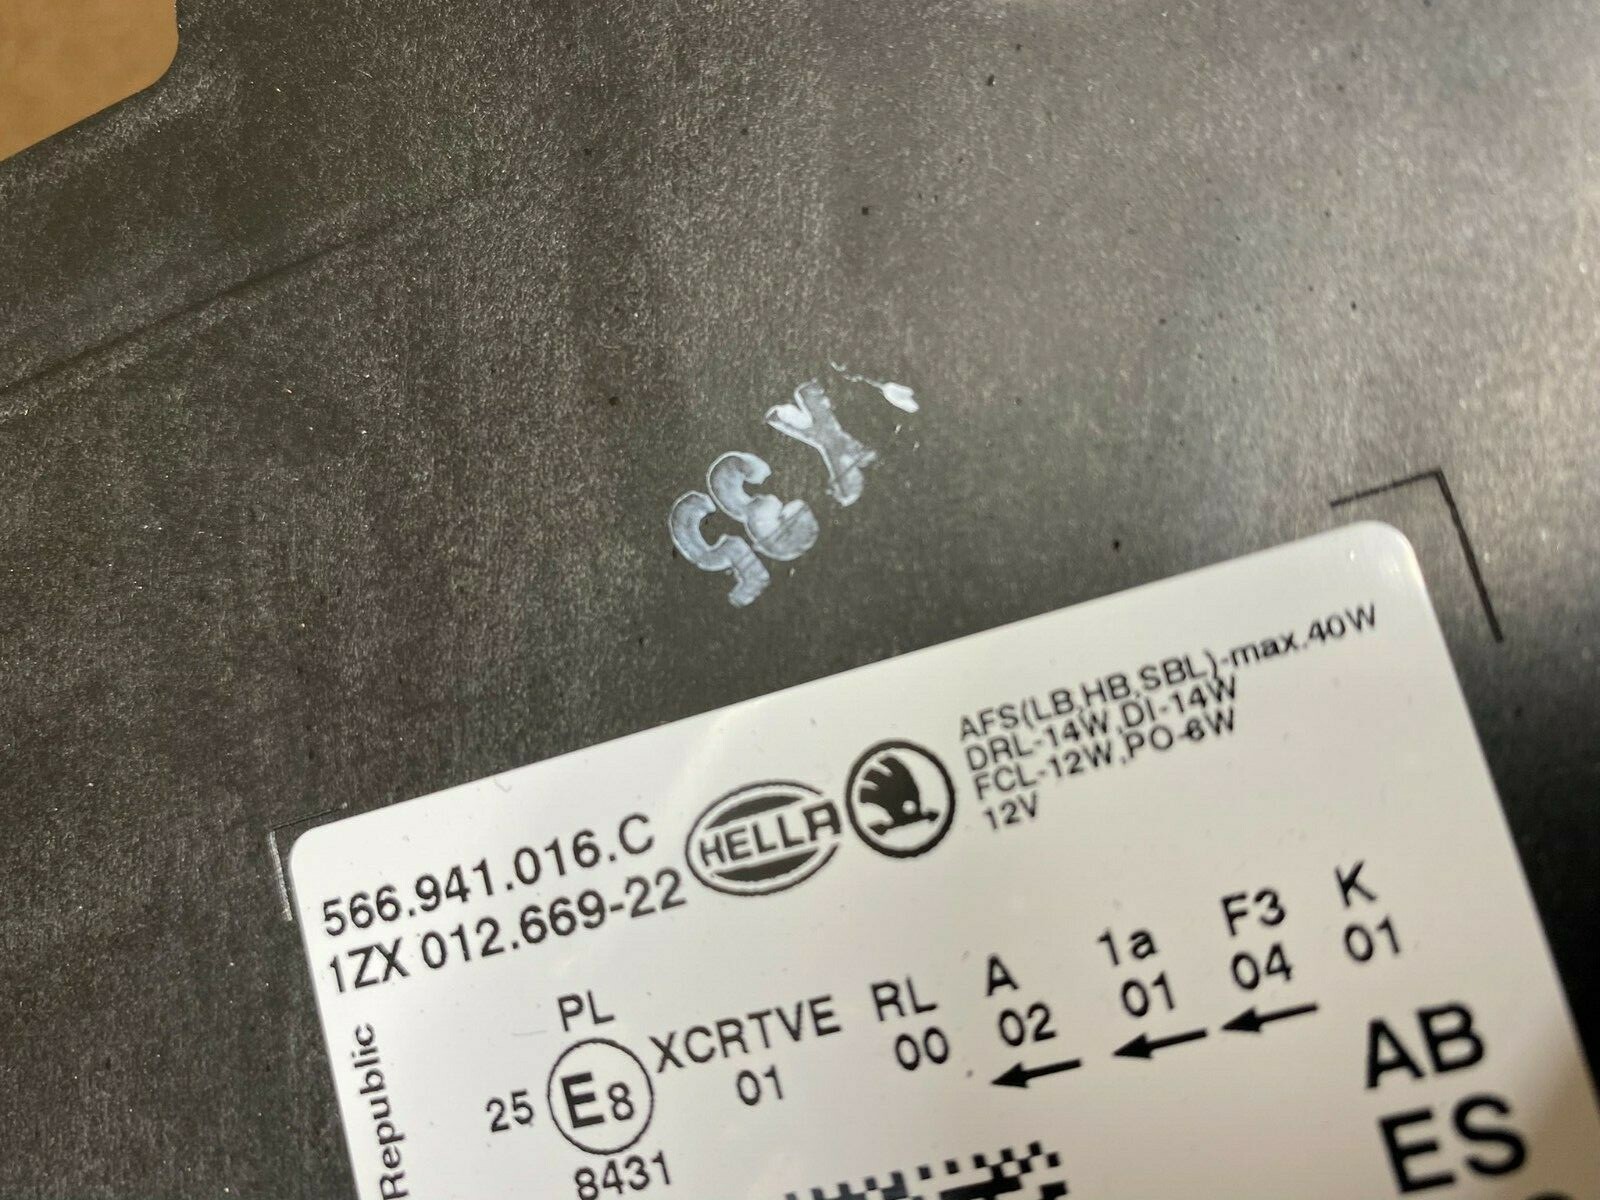 566.941.016.C
1ZX 012.669-22
HELLA
AFS(LB,HB,SBL)-max.40W
DRL-14W,DI-14W
FCL-12W,PO-6W
12V
PL
25 E8 XCRTVE RL A 1a F3 K
01 00 02 01 04 01
8431
Republic
AB
ES